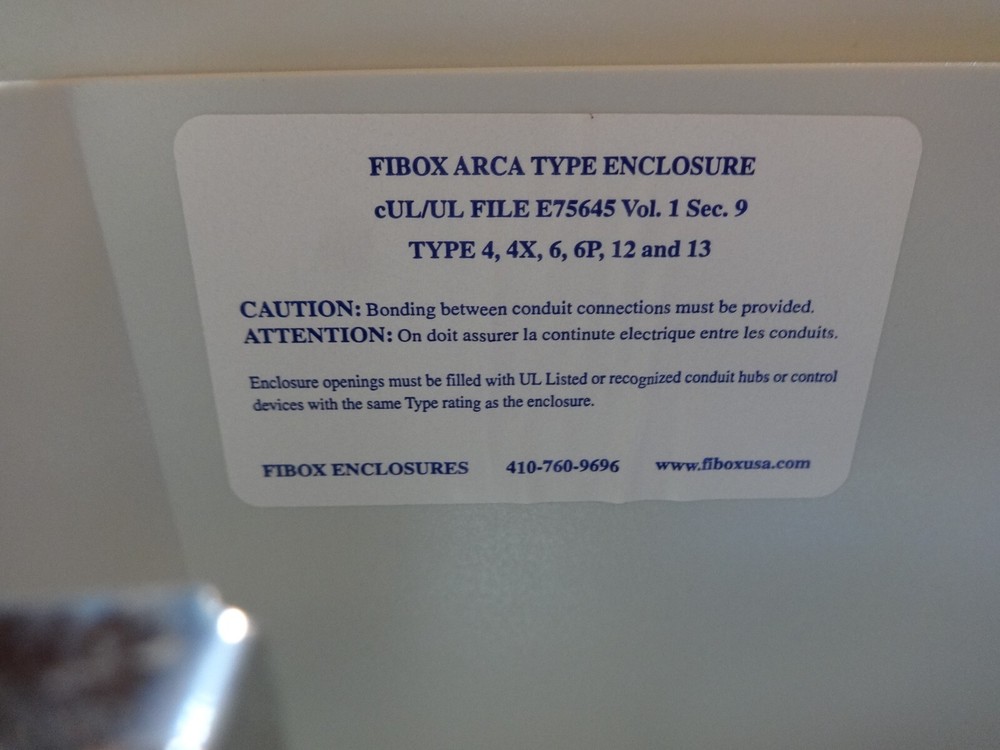 FIBOX ARCA TYPE ENCLOSURE
cUL/UL FILE E75645 Vol. 1 Sec. 9
TYPE 4, 4X, 6, 6P, 12 and 13
CAUTION: Bonding between conduit connections must be provided.
ATTENTION: On doit assurer la continute electrique entre les conduits.
Enclosure openings must be filled with UL Listed or recognized conduit hubs or control
devices with the same Type rating as the enclosure.
FIBOX ENCLOSURES 410-760-9696 www.fiboxusa.com